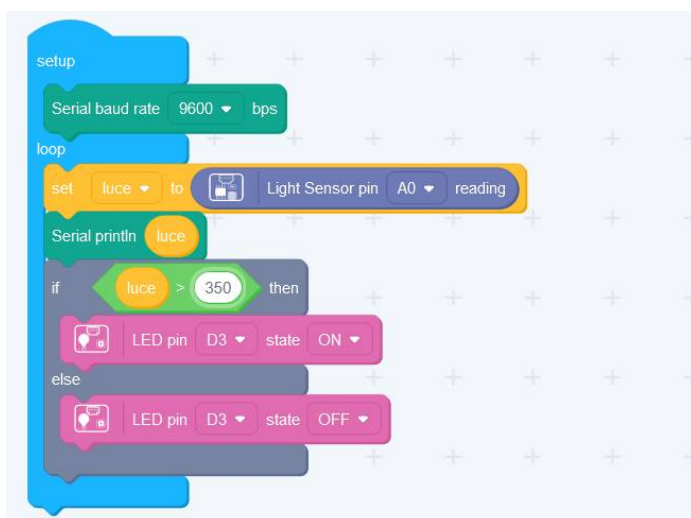 setup
Serial baud rate 9600 bps
loop
set luce to Light Sensor pin A0 reading
Serial println luce
if luce > 350 then
LED pin D3 state ON
else
LED pin D3 state OFF